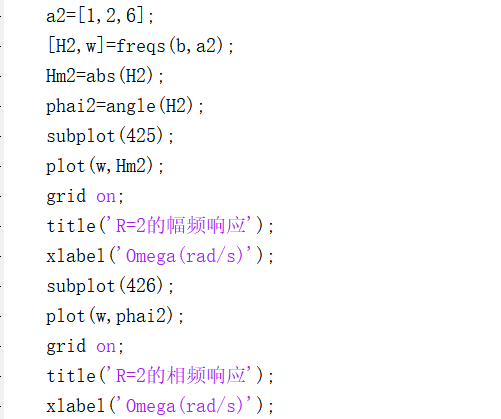 a2=[1,2,6];
[H2,w]=freqs(b,a2);
Hm2=abs(H2);
phai2=angle(H2);
subplot(425);
plot(w,Hm2);
grid on;
title('R=2的幅频响应');
xlabel('Omega(rad/s)');
subplot(426);
plot(w,phai2);
grid on;
title('R=2的相频响应');
xlabel('Omega(rad/s)');